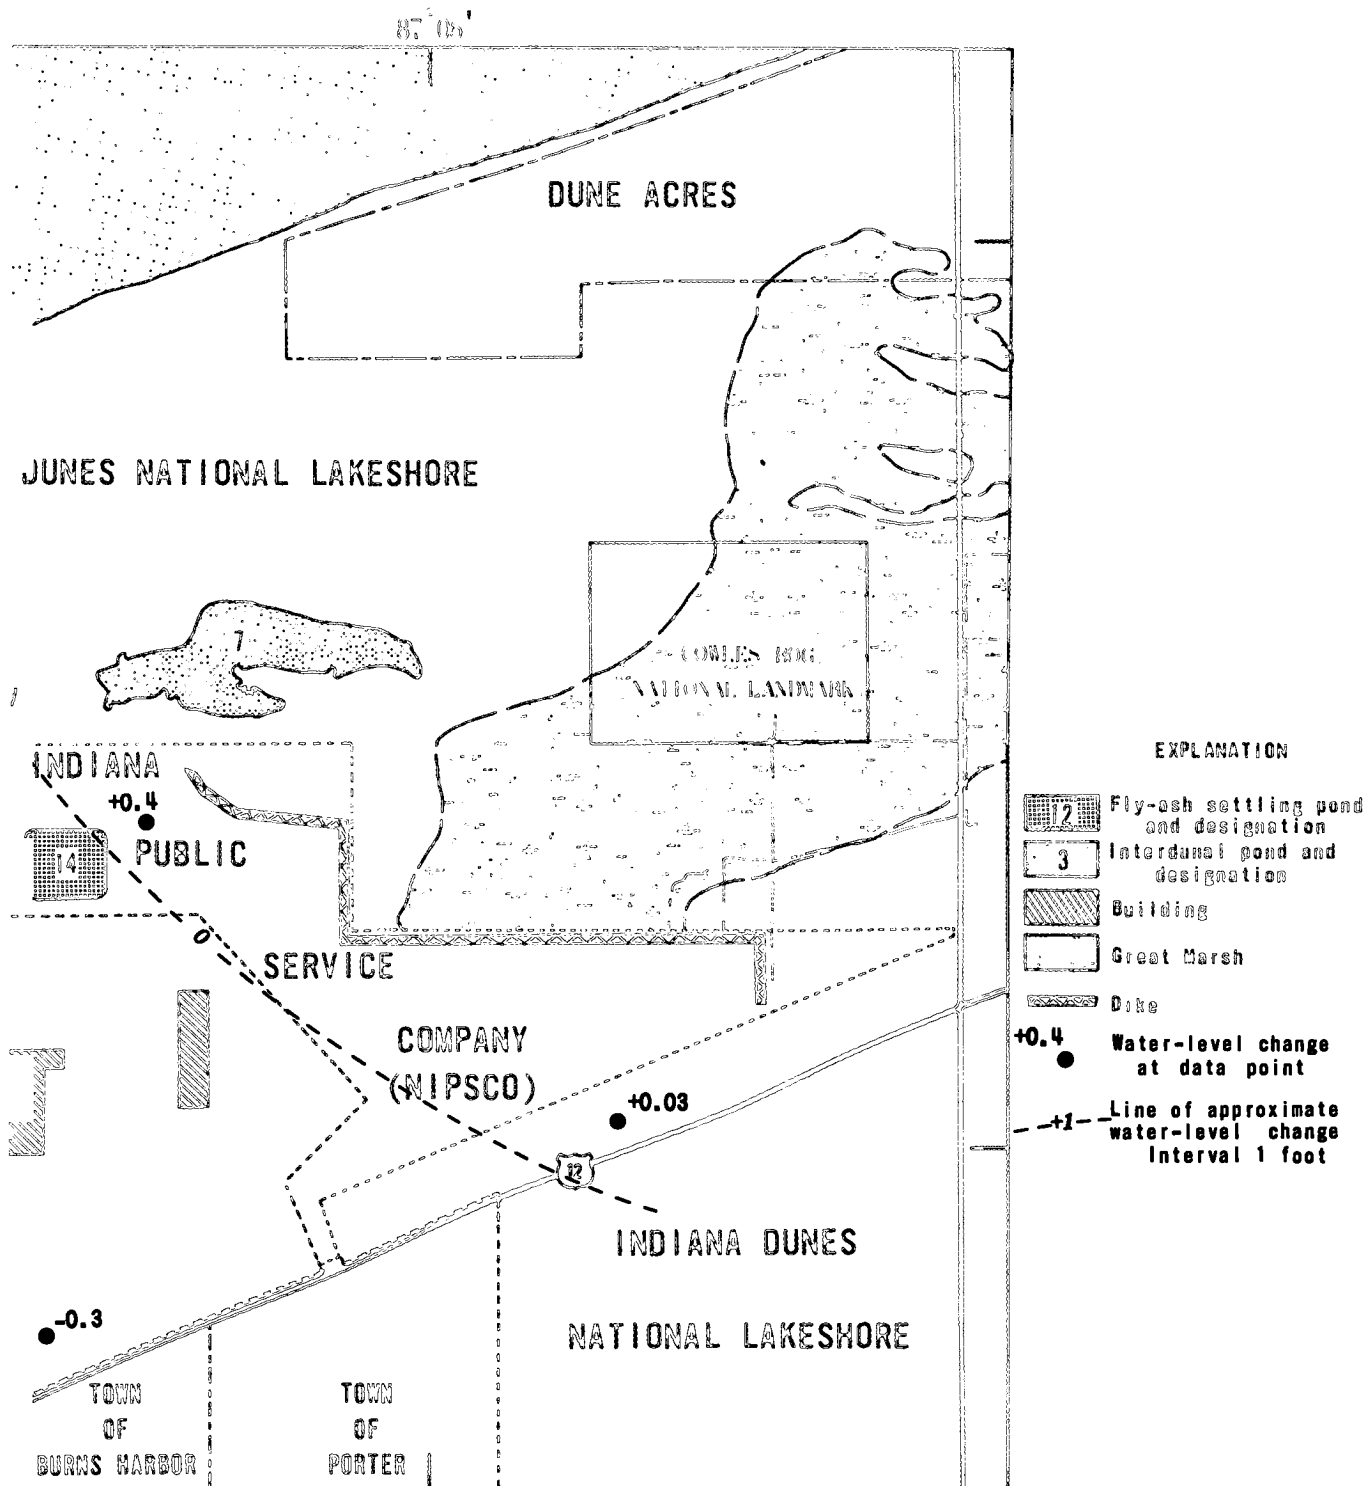 87° 05'
DUNE ACRES
DUNES NATIONAL LAKESHORE
7
COWLES BOG
NATIONAL LANDMARK
INDIANA
+0.4
PUBLIC
14
0
SERVICE
COMPANY
(NIPSCO)
+0.03
12
INDIANA DUNES
NATIONAL LAKESHORE
-0.3
TOWN
OF
BURNS HARBOR
TOWN
OF
PORTER
EXPLANATION
12
Fly-ash settling pond
and designation
3
Interdunal pond and
designation
Building
Great Marsh
Dike
+0.4
Water-level change
at data point
+1
Line of approximate
water-level change
Interval 1 foot